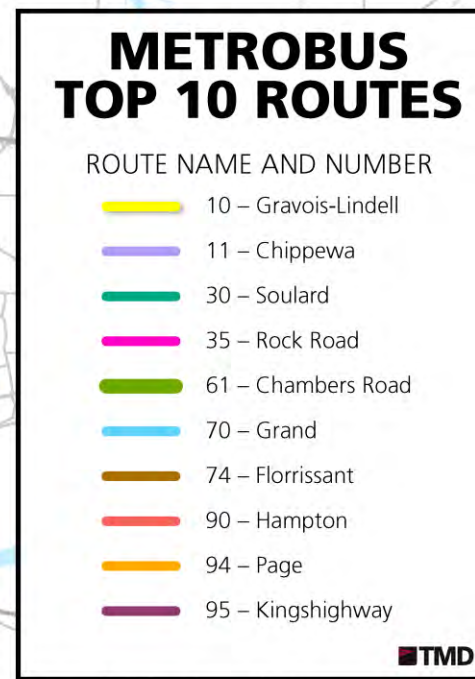 METROBUS
TOP 10 ROUTES
ROUTE NAME AND NUMBER
10 – Gravois-Lindell
11 – Chippewa
30 – Soulard
35 – Rock Road
61 – Chambers Road
70 – Grand
74 – Florrissant
90 – Hampton
94 – Page
95 – Kingshighway
TMD